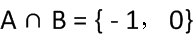 A ∩ B = { - 1， 0}